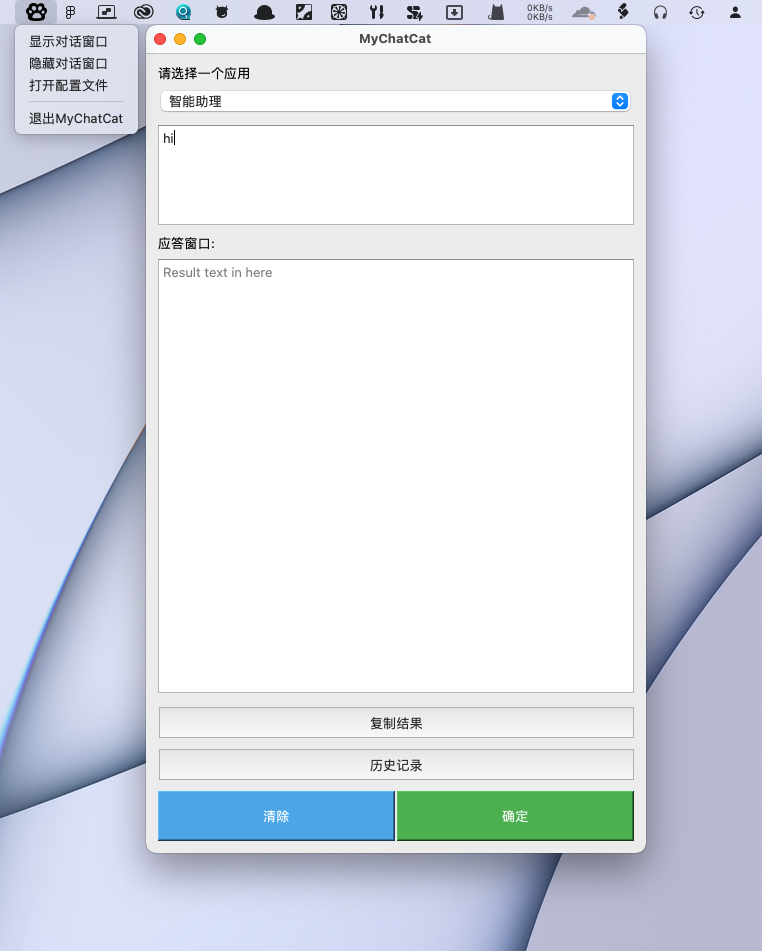 0KB/s
0KB/s
显示对话窗口
隐藏对话窗口
打开配置文件
退出MyChatCat
MyChatCat
请选择一个应用
智能助理
hi
应答窗口:
Result text in here
复制结果
历史记录
清除
确定